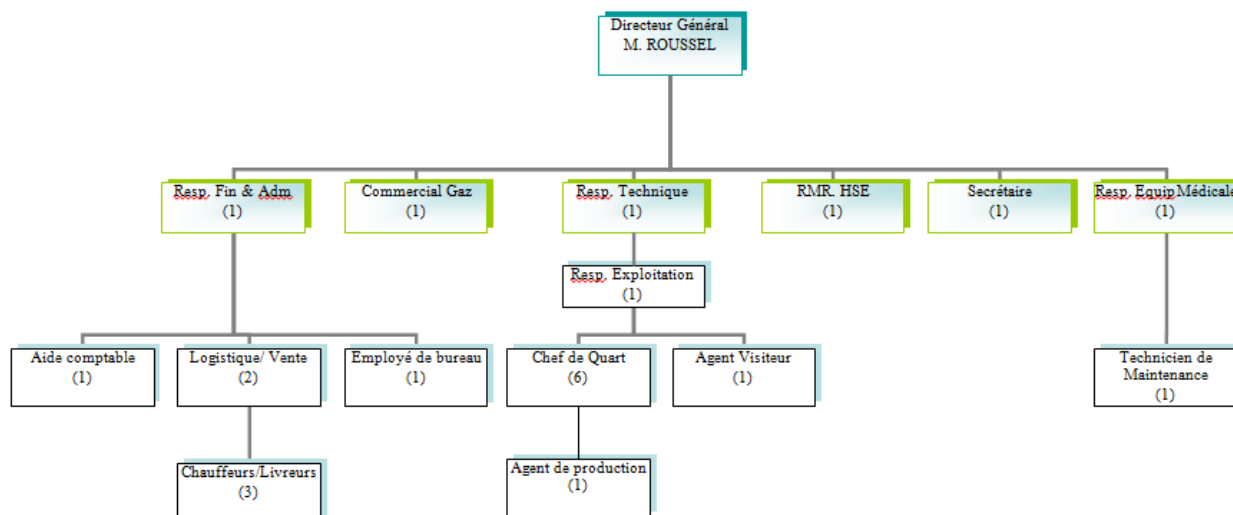 Directeur Général
M. ROUSSEL
Resp. Fin & Adm
(1)
Commercial Gaz
(1)
Resp. Technique
(1)
RMR. HSE
(1)
Secrétaire
(1)
Resp. Equip Médicale
(1)
Resp. Exploitation
(1)
Aide comptable
(1)
Logistique/ Vente
(2)
Employé de bureau
(1)
Chef de Quart
(6)
Agent Visiteur
(1)
Technicien de
Maintenance
(1)
Chauffeurs/Livreurs
(3)
Agent de production
(1)